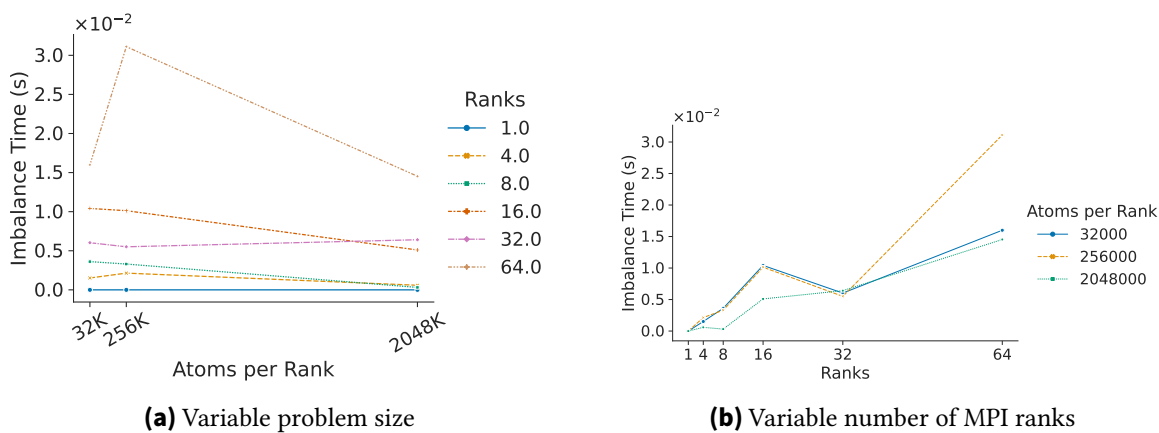 ×10⁻²
3.0
2.5
2.0
1.5
1.0
0.5
0.0
Imbalance Time (s)
32K
256K
2048K
Atoms per Rank
Ranks
1.0
4.0
8.0
16.0
32.0
64.0
(a) Variable problem size
×10⁻²
3.0
2.5
2.0
1.5
1.0
0.5
0.0
Imbalance Time (s)
1 4 8 16 32 64
Ranks
Atoms per Rank
32000
256000
2048000
(b) Variable number of MPI ranks